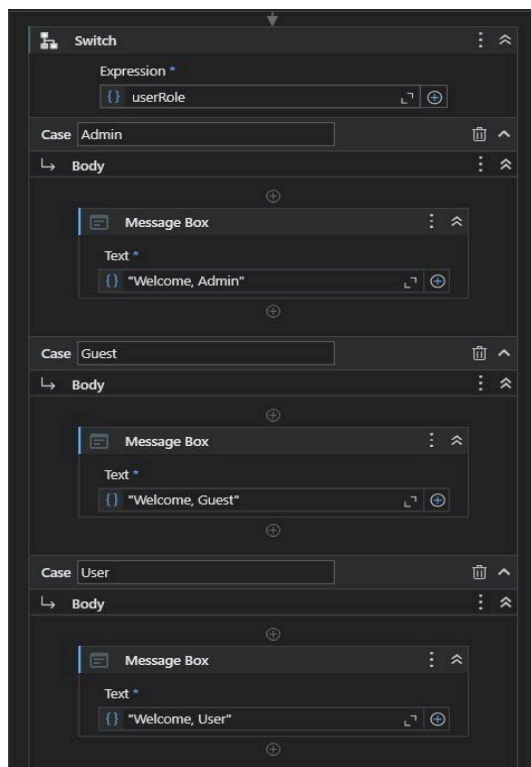 Switch
Expression *
{} userRole
Case Admin
Body
Message Box
Text *
{} "Welcome, Admin"
Case Guest
Body
Message Box
Text *
{} "Welcome, Guest"
Case User
Body
Message Box
Text *
{} "Welcome, User"